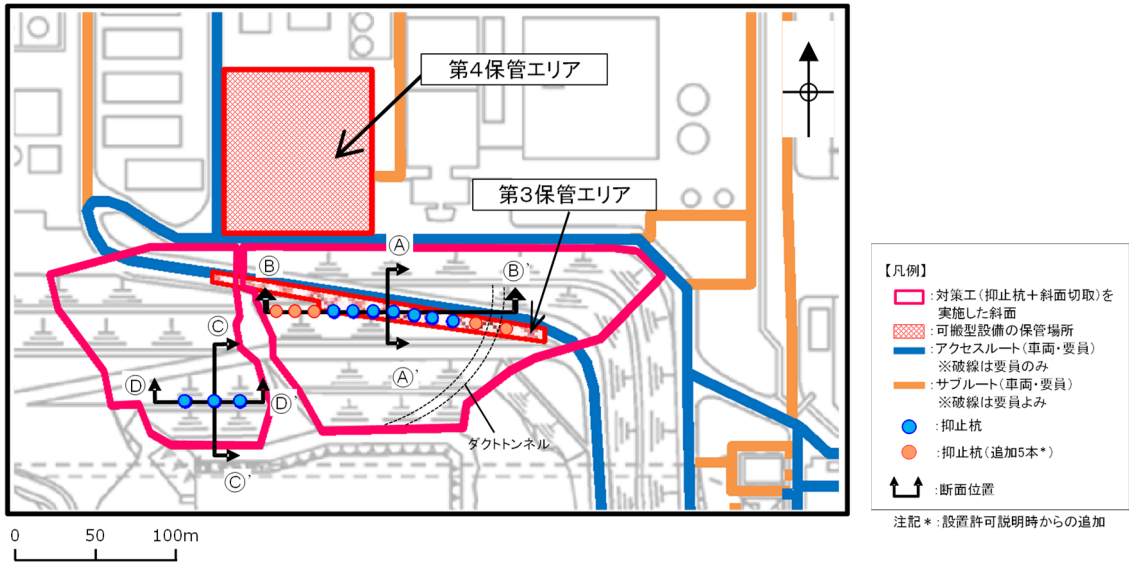 第4保管エリア
第3保管エリア
Ⓐ
Ⓑ
Ⓑ'
Ⓒ
Ⓐ'
Ⓓ
Ⓓ'
ダクトトンネル
Ⓒ'
0 50 100m
【凡例】
:対策工(抑止杭+斜面切取)を
実施した斜面
:可搬型設備の保管場所
:アクセスルート(車両・要員)
※破線は要員のみ
:サブルート(車両・要員)
※破線は要員よみ
:抑止杭
:抑止杭(追加5本*)
:断面位置
注記*:設置許可説明時からの追加